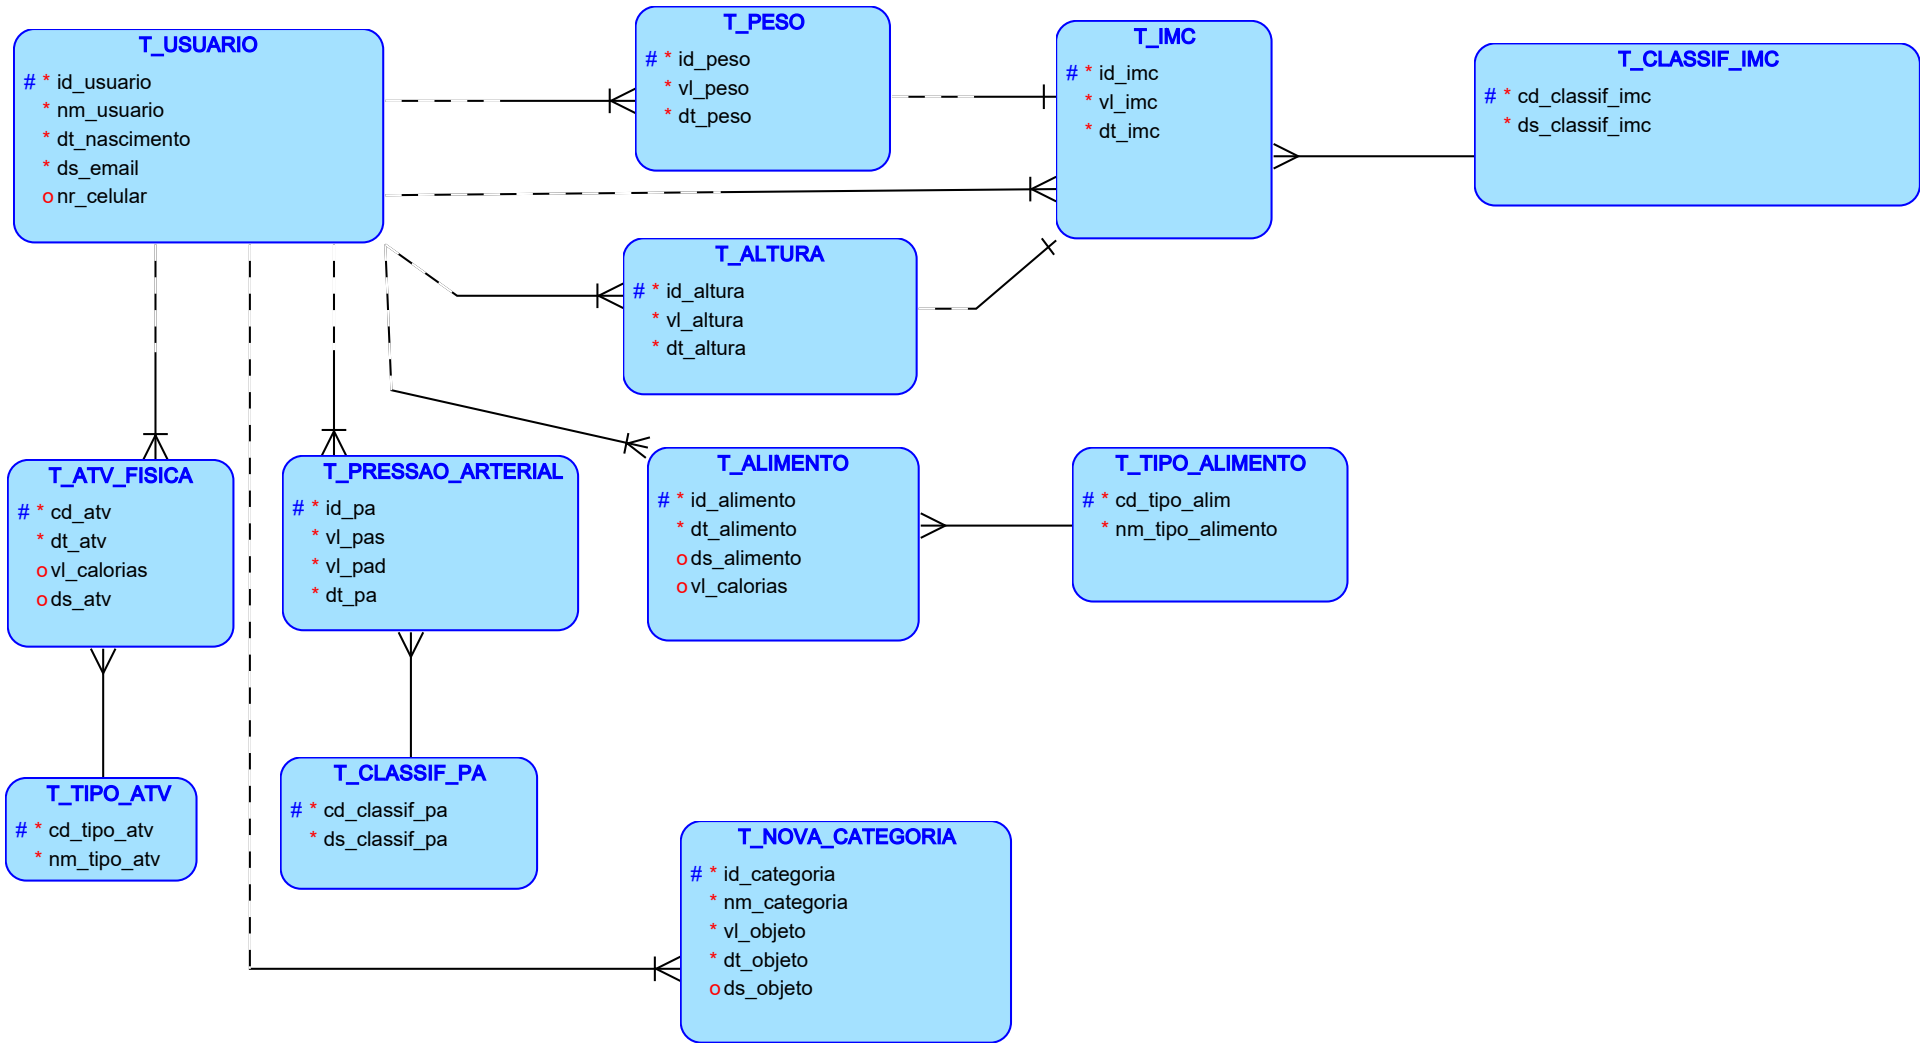 T_USUARIO
# * id_usuario
* nm_usuario
* dt_nascimento
* ds_email
o nr_celular
T_PESO
# * id_peso
* vl_peso
* dt_peso
T_IMC
# * id_imc
* vl_imc
* dt_imc
T_CLASSIF_IMC
# * cd_classif_imc
* ds_classif_imc
T_ALTURA
# * id_altura
* vl_altura
* dt_altura
T_ATV_FISICA
# * cd_atv
* dt_atv
o vl_calorias
o ds_atv
T_PRESSAO_ARTERIAL
# * id_pa
* vl_pas
* vl_pad
* dt_pa
T_ALIMENTO
# * id_alimento
* dt_alimento
o ds_alimento
o vl_calorias
T_TIPO_ALIMENTO
# * cd_tipo_alim
* nm_tipo_alimento
T_TIPO_ATV
# * cd_tipo_atv
* nm_tipo_atv
T_CLASSIF_PA
# * cd_classif_pa
* ds_classif_pa
T_NOVA_CATEGORIA
# * id_categoria
* nm_categoria
* vl_objeto
* dt_objeto
o ds_objeto